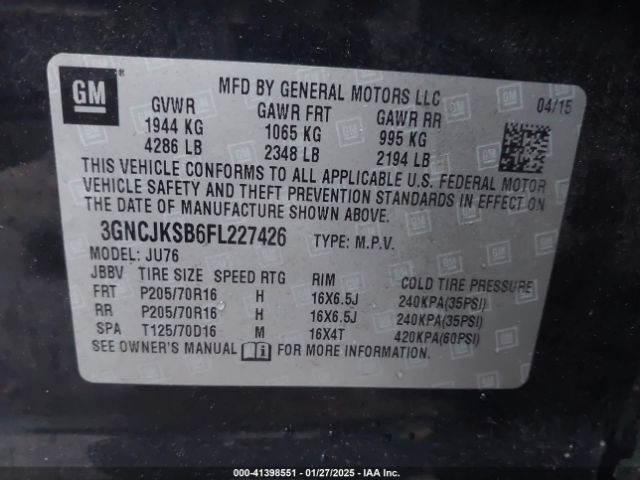 GM ®
MFD BY GENERAL MOTORS LLC
04/15
GVWR GAWR FRT GAWR RR
1944 KG 1065 KG 995 KG
4286 LB 2348 LB 2194 LB
THIS VEHICLE CONFORMS TO ALL APPLICABLE U.S. FEDERAL MOTOR
VEHICLE SAFETY AND THEFT PREVENTION STANDARDS IN EFFECT ON
THE DATE OF MANUFACTURE SHOWN ABOVE.
3GNCJKSB6FL227426 TYPE: M.P.V.
MODEL: JU76
JBBV TIRE SIZE SPEED RTG RIM COLD TIRE PRESSURE
FRT P205/70R16 H 16X6.5J 240KPA(35PSI)
RR P205/70R16 H 16X6.5J 240KPA(35PSI)
SPA T125/70D16 M 16X4T 420KPA(60PSI)
SEE OWNER'S MANUAL i FOR MORE INFORMATION.
000-41398551 — 01/27/2025 — IAA Inc.